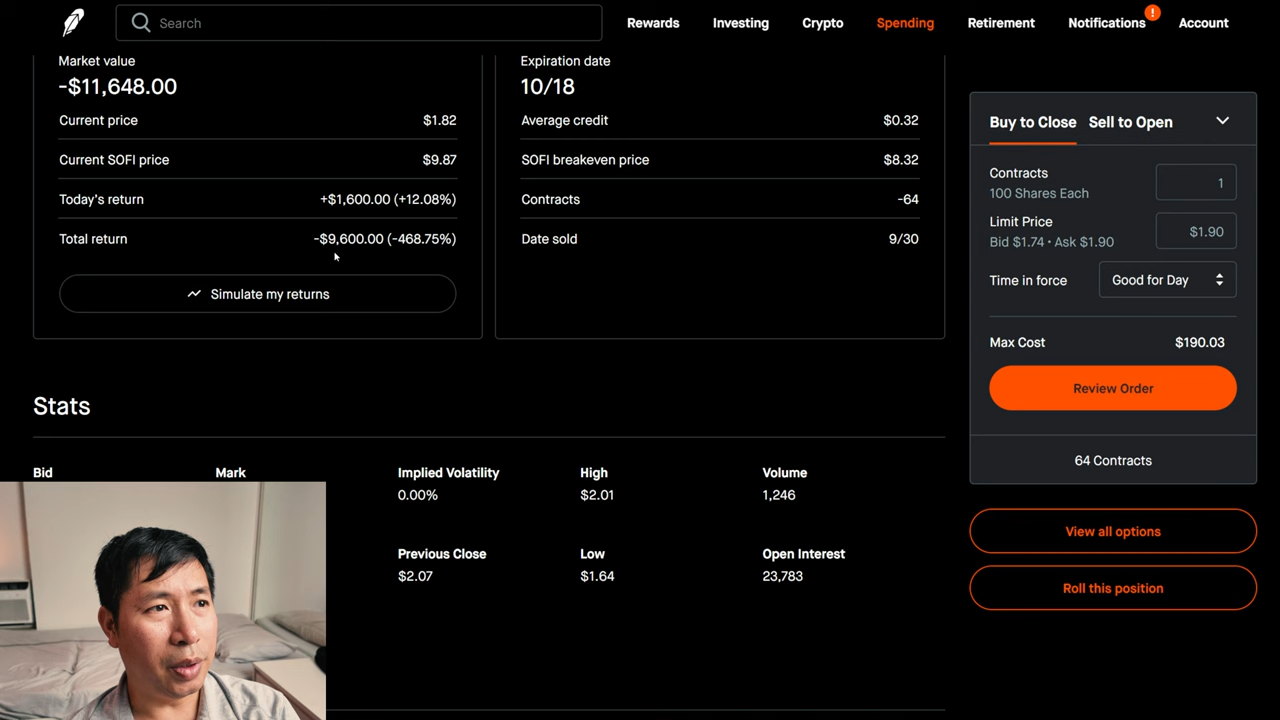 Search
Rewards
Investing
Crypto
Spending
Retirement
Notifications
!
Account
Market value
-$11,648.00
Current price $1.82
Current SOFI price $9.87
Today's return +$1,600.00 (+12.08%)
Total return -$9,600.00 (-468.75%)
Simulate my returns
Expiration date
10/18
Average credit $0.32
SOFI breakeven price $8.32
Contracts -64
Date sold 9/30
Buy to Close Sell to Open
Contracts
100 Shares Each
1
Limit Price
Bid $1.74 • Ask $1.90
$1.90
Time in force Good for Day
Max Cost $190.03
Review Order
64 Contracts
View all options
Roll this position
Stats
Bid
Mark
Implied Volatility
0.00%
High
$2.01
Volume
1,246
Previous Close
$2.07
Low
$1.64
Open Interest
23,783